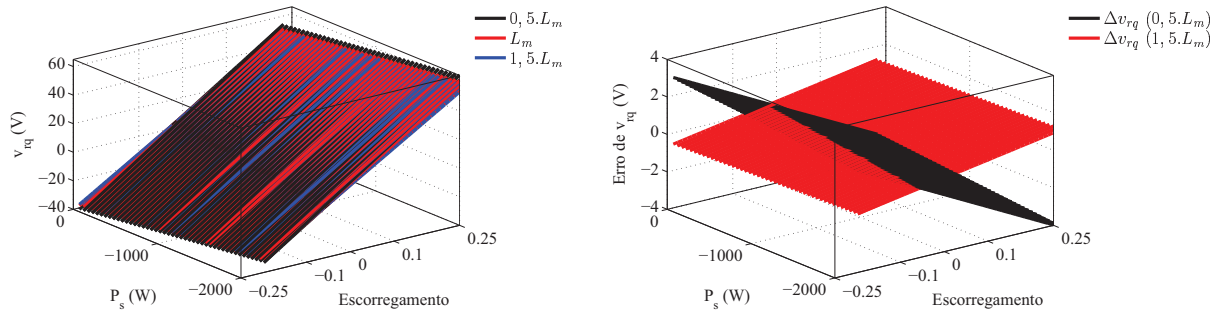 0, 5.L_m
L_m
1, 5.L_m
60
40
20
0
−20
−40
v_rq (V)
0
−1000
−2000
P_s (W)
−0.25
−0.1
0
0.1
0.25
Escorregamento
Δv_rq (0, 5.L_m)
Δv_rq (1, 5.L_m)
4
2
0
−2
−4
Erro de v_rq (V)
0
−1000
−2000
P_s (W)
−0.25
−0.1
0
0.1
0.25
Escorregamento